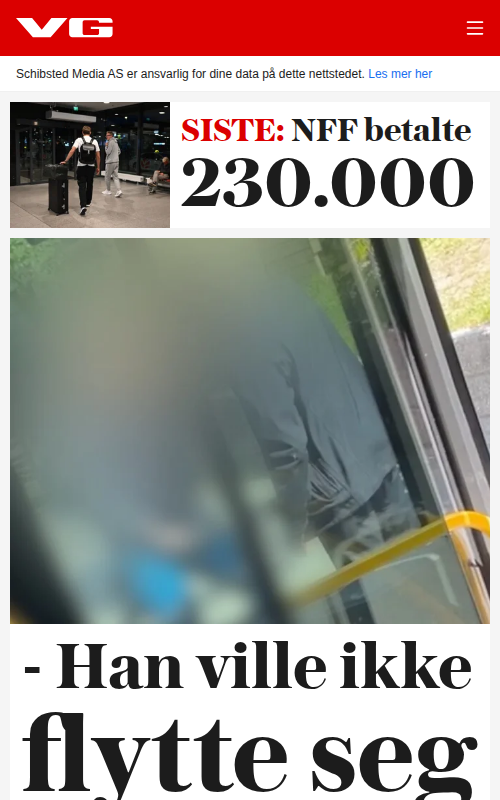 VG
Schibsted Media AS er ansvarlig for dine data på dette nettstedet. Les mer her
SISTE: NFF betalte
230.000
- Han ville ikke
flytte seg